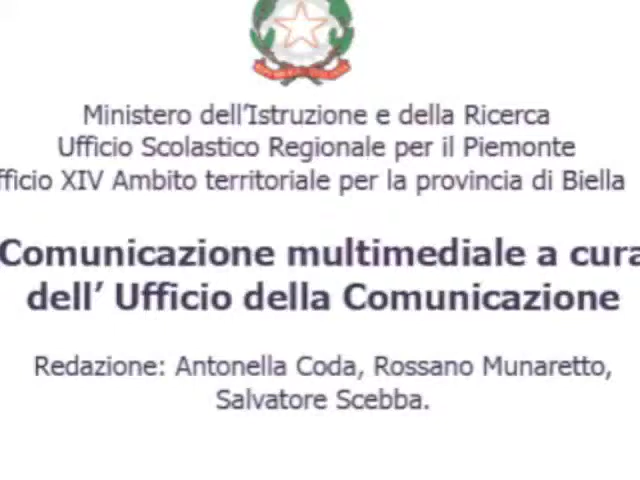 Ministero dell'Istruzione e della Ricerca
Ufficio Scolastico Regionale per il Piemonte
fficio XIV Ambito territoriale per la provincia di Biella
Comunicazione multimediale a cura
dell' Ufficio della Comunicazione
Redazione: Antonella Coda, Rossano Munaretto,
Salvatore Scebba.